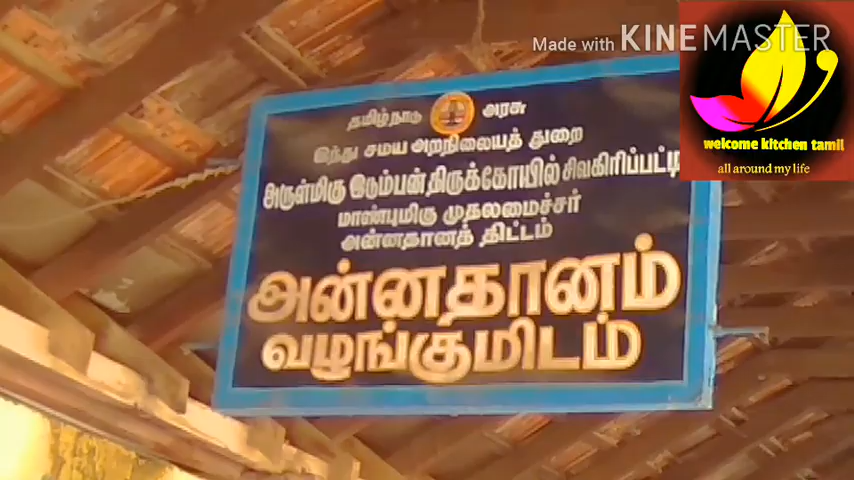 Made with KINEMASTER
welcome kitchen tamil
all around my life
தமிழ்நாடு அரசு
இந்து சமய அறநிலையத் துறை
அருள்மிகு இடும்பன் திருக்கோயில் சிவகிரிப்பட்டி
மாண்புமிகு முதலமைச்சர்
அன்னதானத் திட்டம்
அன்னதானம்
வழங்குமிடம்